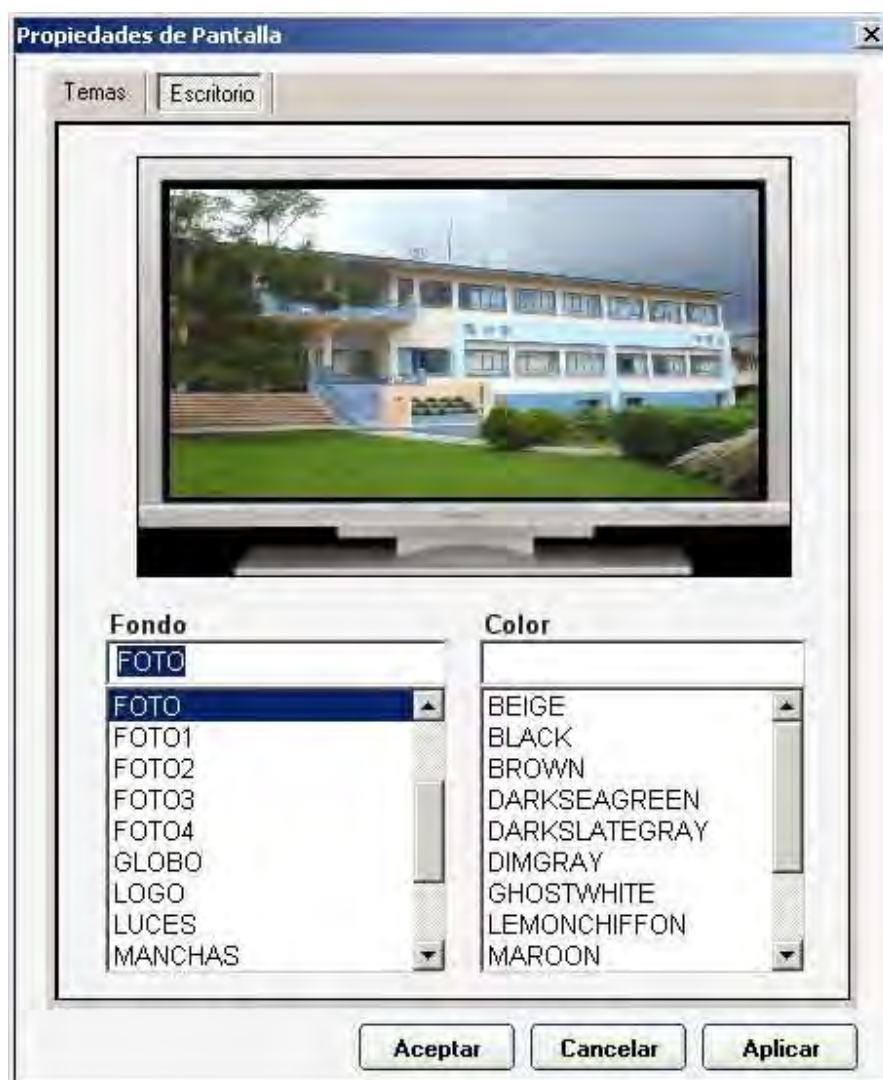 Propiedades de Pantalla
Temas Escritorio
Fondo
FOTO
FOTO
FOTO1
FOTO2
FOTO3
FOTO4
GLOBO
LOGO
LUCES
MANCHAS
Color
BEIGE
BLACK
BROWN
DARKSEAGREEN
DARKSLATEGRAY
DIMGRAY
GHOSTWHITE
LEMONCHIFFON
MAROON
Aceptar Cancelar Aplicar